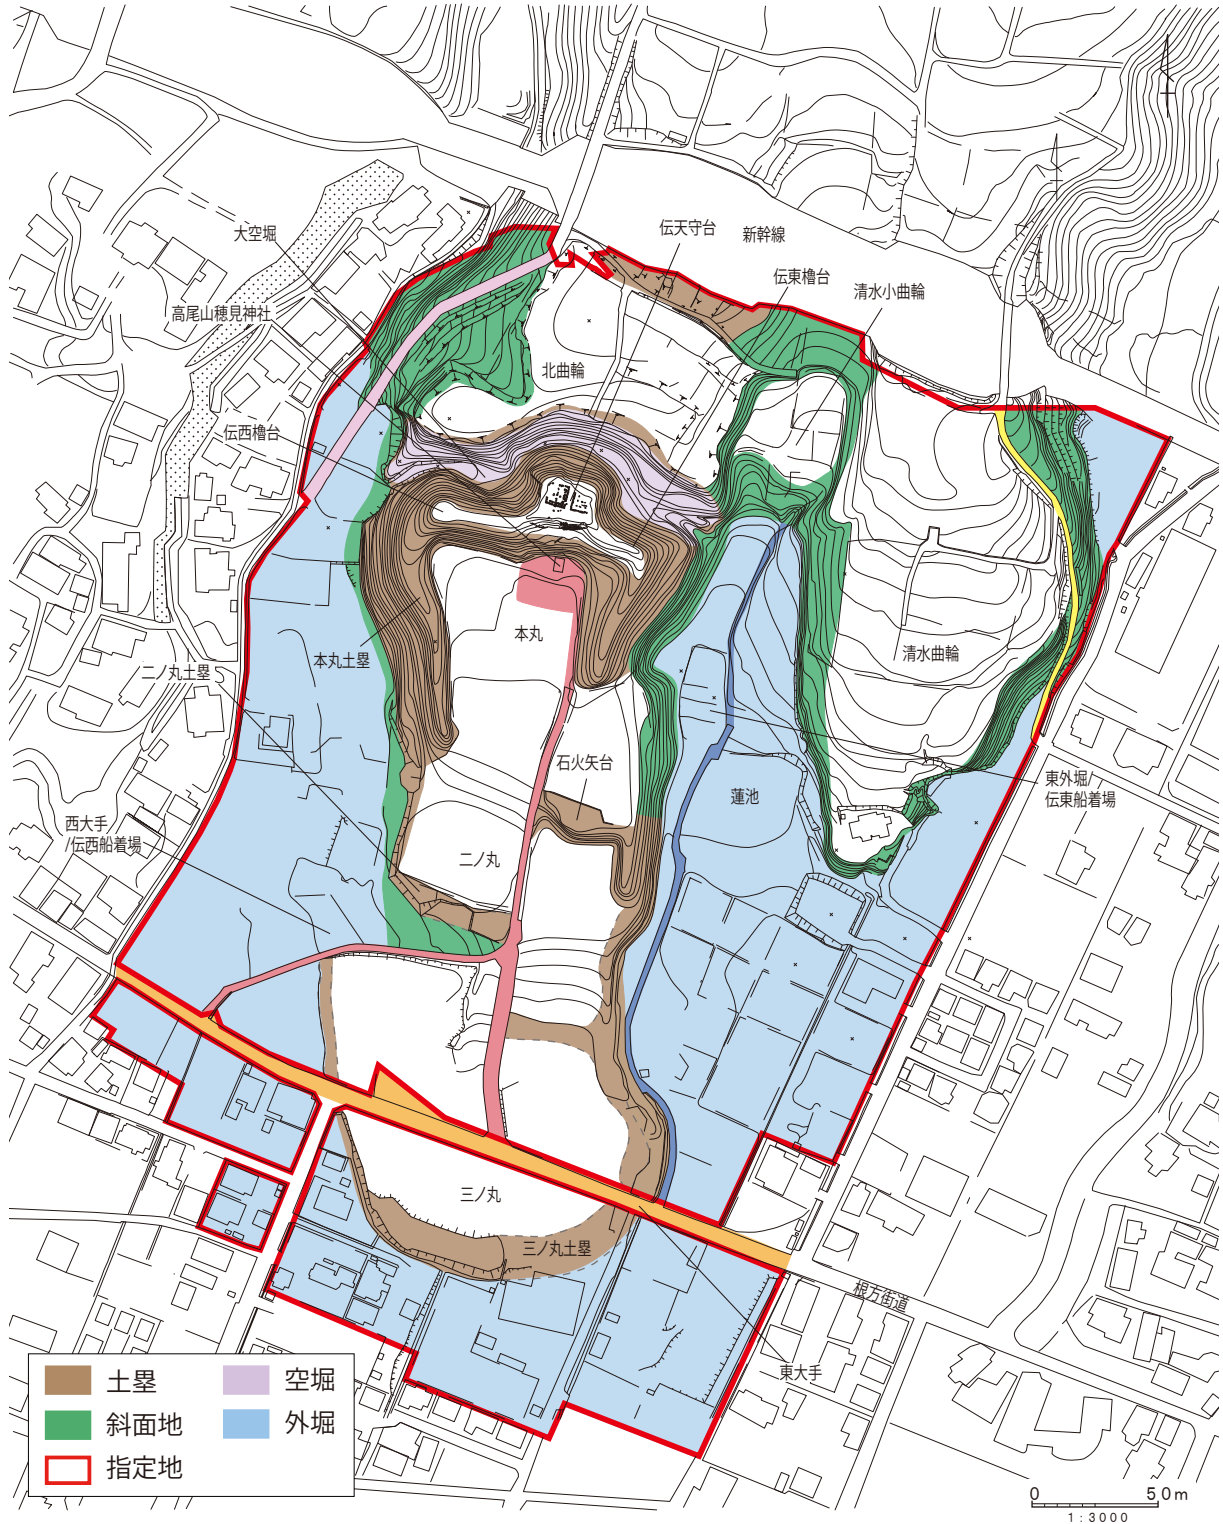 伝天守台
新幹線
大空堀
伝東櫓台
清水小曲輪
高尾山穂見神社
北曲輪
伝西櫓台
本丸
清水曲輪
本丸土塁
二ノ丸土塁
石火矢台
東外堀/
伝東船着場
蓮池
西大手
/伝西船着場
二ノ丸
三ノ丸
三ノ丸土塁
根方街道
東大手
土塁
空堀
斜面地
外堀
指定地
0 50m
1:3000